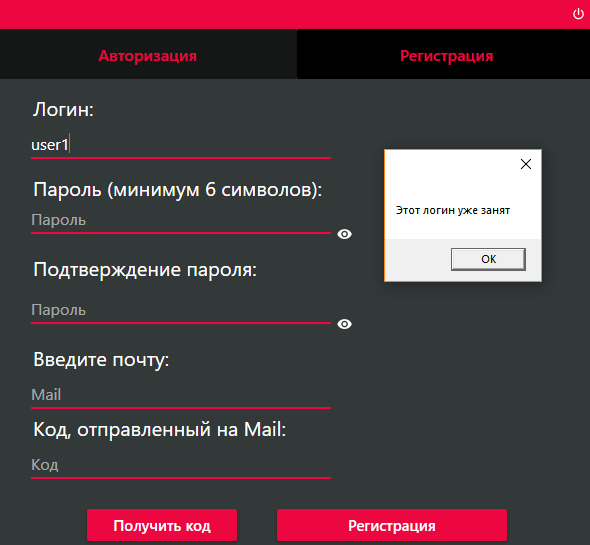 Авторизация
Регистрация
Логин:
user1
Пароль (минимум 6 символов):
Пароль
Подтверждение пароля:
Пароль
Введите почту:
Mail
Код, отправленный на Mail:
Код
Получить код
Регистрация
Этот логин уже занят
OK